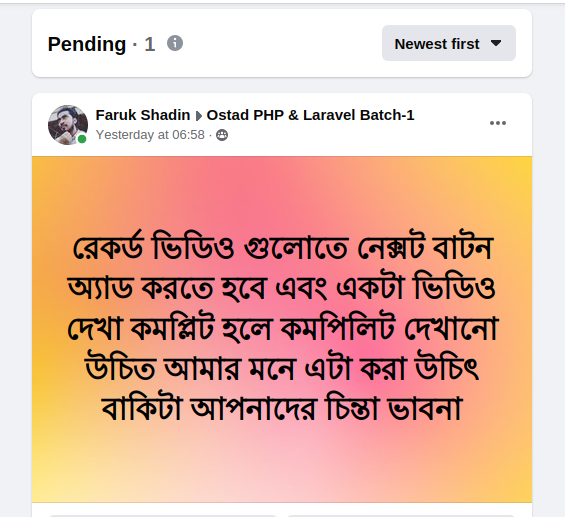 Pending · 1
Newest first
Faruk Shadin Ostad PHP & Laravel Batch-1
Yesterday at 06:58 ·
রেকর্ড ভিডিও গুলোতে নেক্সট বাটন
অ্যাড করতে হবে এবং একটা ভিডিও
দেখা কমপ্লিট হলে কমপিলিট দেখানো
উচিত আমার মনে এটা করা উচিৎ
বাকিটা আপনাদের চিন্তা ভাবনা